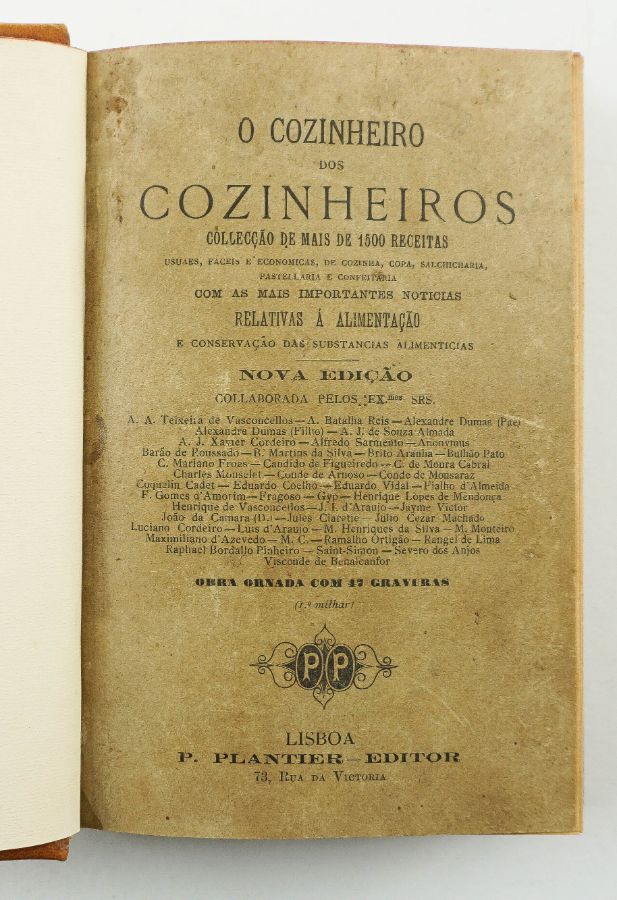 O COZINHEIRO
DOS
COZINHEIROS
COLLECÇÃO DE MAIS DE 1500 RECEITAS
USUAES, FACEIS E ECONOMICAS, DE COZINHA, COPA, SALCHICHARIA,
PASTELLARIA E CONFEITARIA
COM AS MAIS IMPORTANTES NOTICIAS
RELATIVAS Á ALIMENTAÇÃO
E CONSERVAÇÃO DAS SUBSTANCIAS ALIMENTICIAS
NOVA EDIÇÃO
COLLABORADA PELOS EX.mos SRS.
A. A. Teixeira de Vasconcellos — A. Batalha Reis — Alexandre Dumas (Pae)
Alexandre Dumas (Filho) — A. J. de Souza Almada
A. J. Xavier Cordeiro — Alfredo Sarmento — Anonymus
Barão de Roussado — B. Martins da Silva — Brito Aranha — Bulhão Pato
C. Mariano Froes — Candido de Figueiredo — C. de Moura Cabral
Charles Monselet — Conde de Arnoso — Conde de Monsaraz
Coquelin Cadet — Eduardo Coelho — Eduardo Vidal — Fialho d'Almeida
F. Gomes d'Amorim — Fragoso — Gyp — Henrique Lopes de Mendonça
Henrique de Vasconcellos — J. I. d'Araujo — Jayme Victor
João da Camara (D.) — Jules Claretie — Julio Cezar Machado
Luciano Cordeiro — Luis d'Araujo — M. Henriques da Silva — M. Monteiro
Maximiliano d'Azevedo — M. C. — Ramalho Ortigão — Rangel de Lima
Raphael Bordallo Pinheiro — Saint-Simon — Severo dos Anjos
Visconde de Benalcanfor
OBRA ORNADA COM 47 GRAVURAS
(1.º milhar)
PP
LISBOA
P. PLANTIER — EDITOR
73, RUA DA VICTORIA